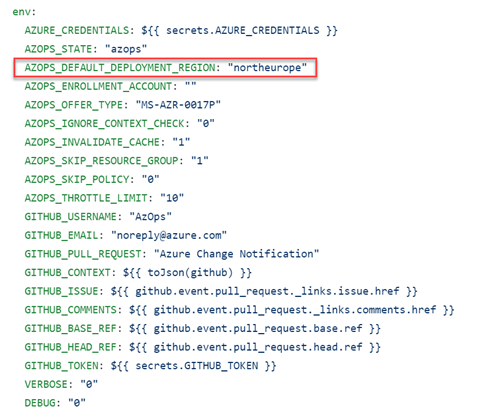 env:
AZURE_CREDENTIALS: ${{ secrets.AZURE_CREDENTIALS }}
AZOPS_STATE: "azops"
AZOPS_DEFAULT_DEPLOYMENT_REGION: "northeurope"
AZOPS_ENROLLMENT_ACCOUNT: ""
AZOPS_OFFER_TYPE: "MS-AZR-0017P"
AZOPS_IGNORE_CONTEXT_CHECK: "0"
AZOPS_INVALIDATE_CACHE: "1"
AZOPS_SKIP_RESOURCE_GROUP: "1"
AZOPS_SKIP_POLICY: "0"
AZOPS_THROTTLE_LIMIT: "10"
GITHUB_USERNAME: "AzOps"
GITHUB_EMAIL: "noreply@azure.com"
GITHUB_PULL_REQUEST: "Azure Change Notification"
GITHUB_CONTEXT: ${{ toJson(github) }}
GITHUB_ISSUE: ${{ github.event.pull_request._links.issue.href }}
GITHUB_COMMENTS: ${{ github.event.pull_request._links.comments.href }}
GITHUB_BASE_REF: ${{ github.event.pull_request.base.ref }}
GITHUB_HEAD_REF: ${{ github.event.pull_request.head.ref }}
GITHUB_TOKEN: ${{ secrets.GITHUB_TOKEN }}
VERBOSE: "0"
DEBUG: "0"